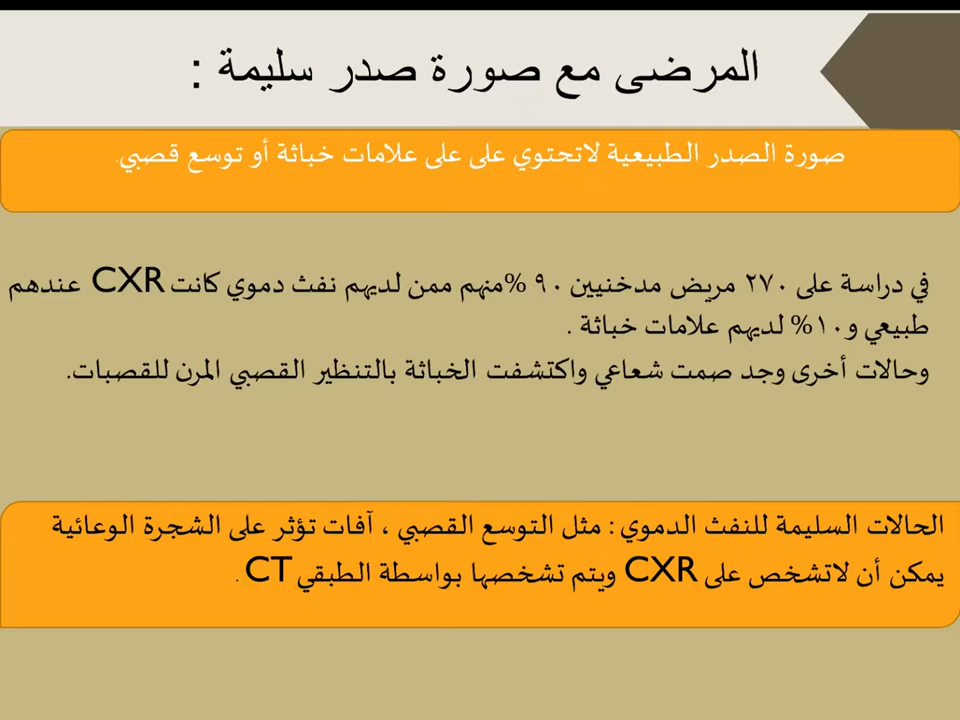 المرضى مع صورة صدر سليمة :
صورة الصدر الطبيعية لاتحتوي على على علامات خباثة أو توسع قصبي.
في دراسة على ٢٧٠ مريض مدخنيين ٩٠ %منهم ممن لديهم نفث دموي كانت CXR عندهم
طبيعي و١٠% لديهم علامات خباثة .
وحالات أخرى وجد صمت شعاعي واكتشفت الخباثة بالتنظير القصبي المرن للقصبات.
الحالات السليمة للنفث الدموي : مثل التوسع القصبي ، آفات تؤثر على الشجرة الوعائية
يمكن أن لاتشخص على CXR ويتم تشخصها بواسطة الطبقي CT .